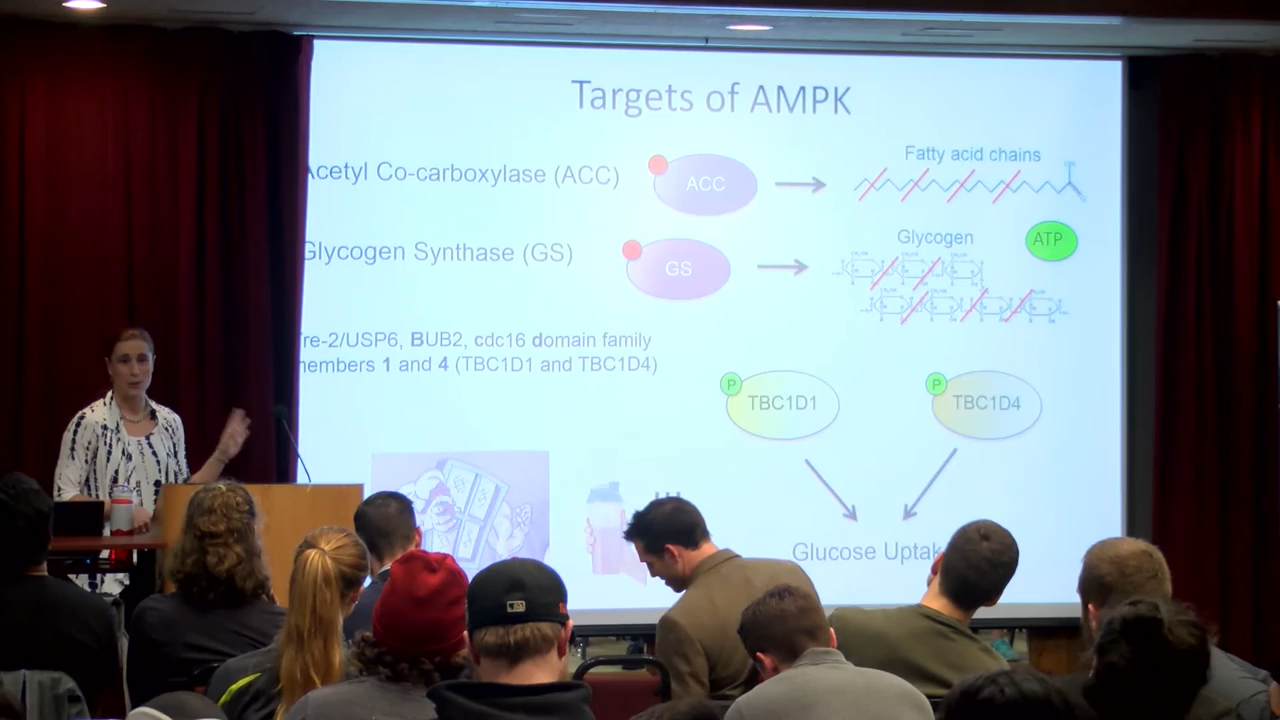 Targets of AMPK
Acetyl Co-carboxylase (ACC)
ACC
Fatty acid chains
Glycogen Synthase (GS)
GS
Glycogen
ATP
re-2/USP6, BUB2, cdc16 domain family
members 1 and 4 (TBC1D1 and TBC1D4)
P
TBC1D1
P
TBC1D4
Glucose Uptak